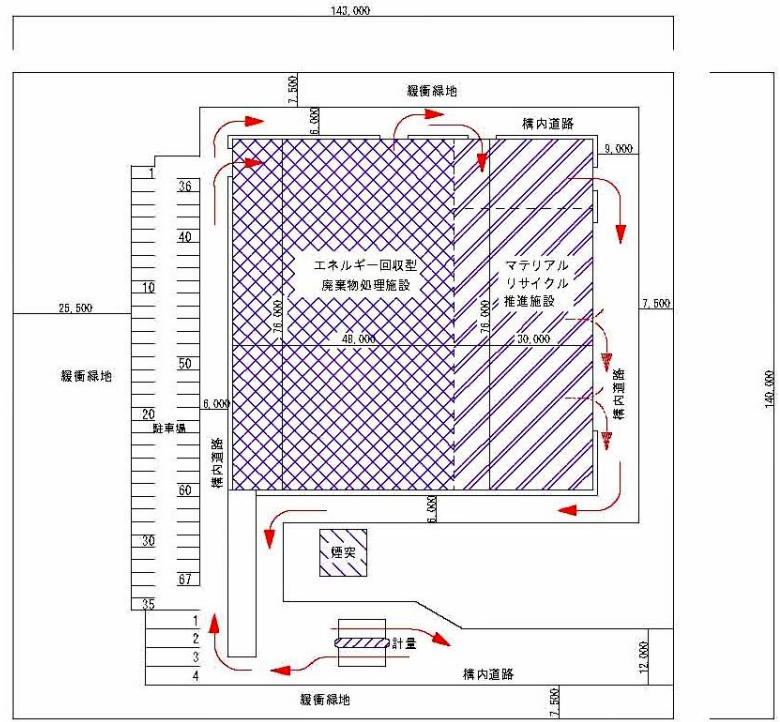 143,000
緩衝緑地
7,500
6,000
構内道路
9,000
1
36
40
10
エネルギー回収型
廃棄物処理施設
マテリアル
リサイクル
推進施設
76,000
76,000
7,500
48,000
30,000
緩衝緑地
50
6,000
20
駐車場
構内道路
構内道路
140,000
60
6,000
30
煙突
67
35
1
2
3
4
計量
構内道路
12,000
緩衝緑地
7,500